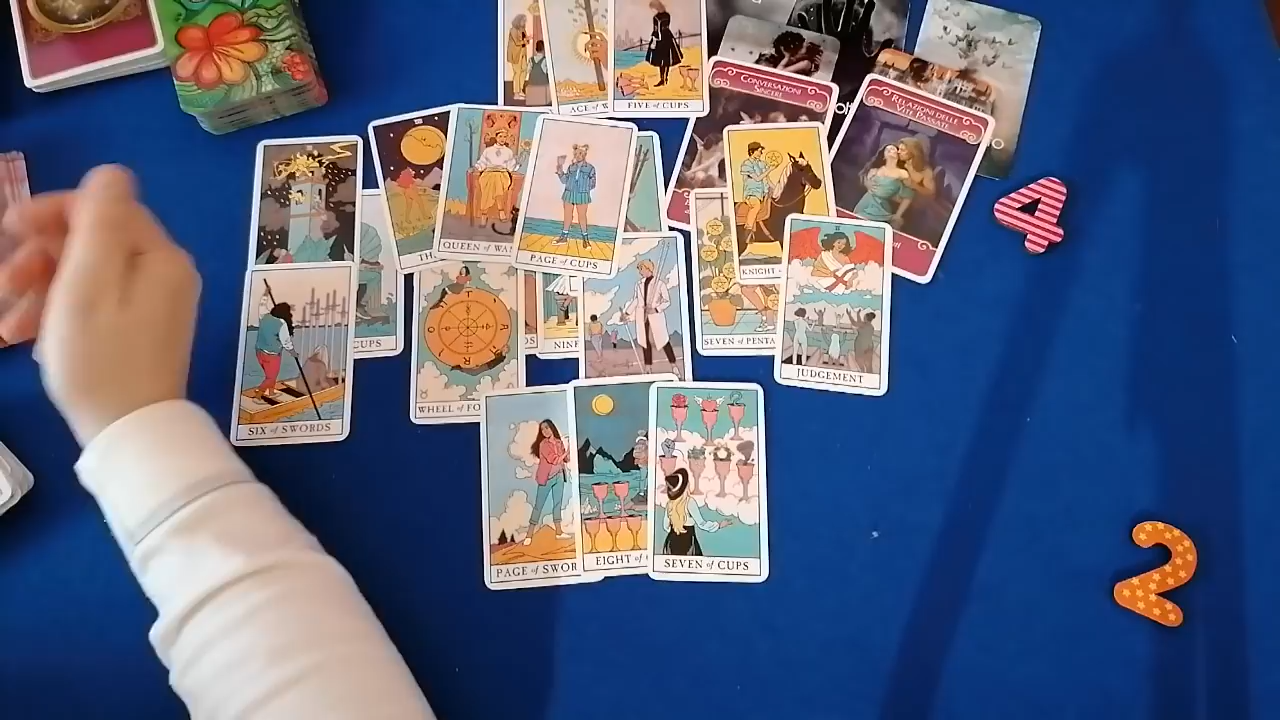 ACE of W
FIVE of CUPS
CONVERSAZIONI
SINCERE
RELAZIONI DELLE
VITE PASSATE
4
TH
QUEEN of WA
PAGE of CUPS
KNIGHT
CUPS
NINE
SEVEN of PENTA
JUDGEMENT
WHEEL of FO
SIX of SWORDS
PAGE of SWOR
EIGHT of
SEVEN of CUPS
2